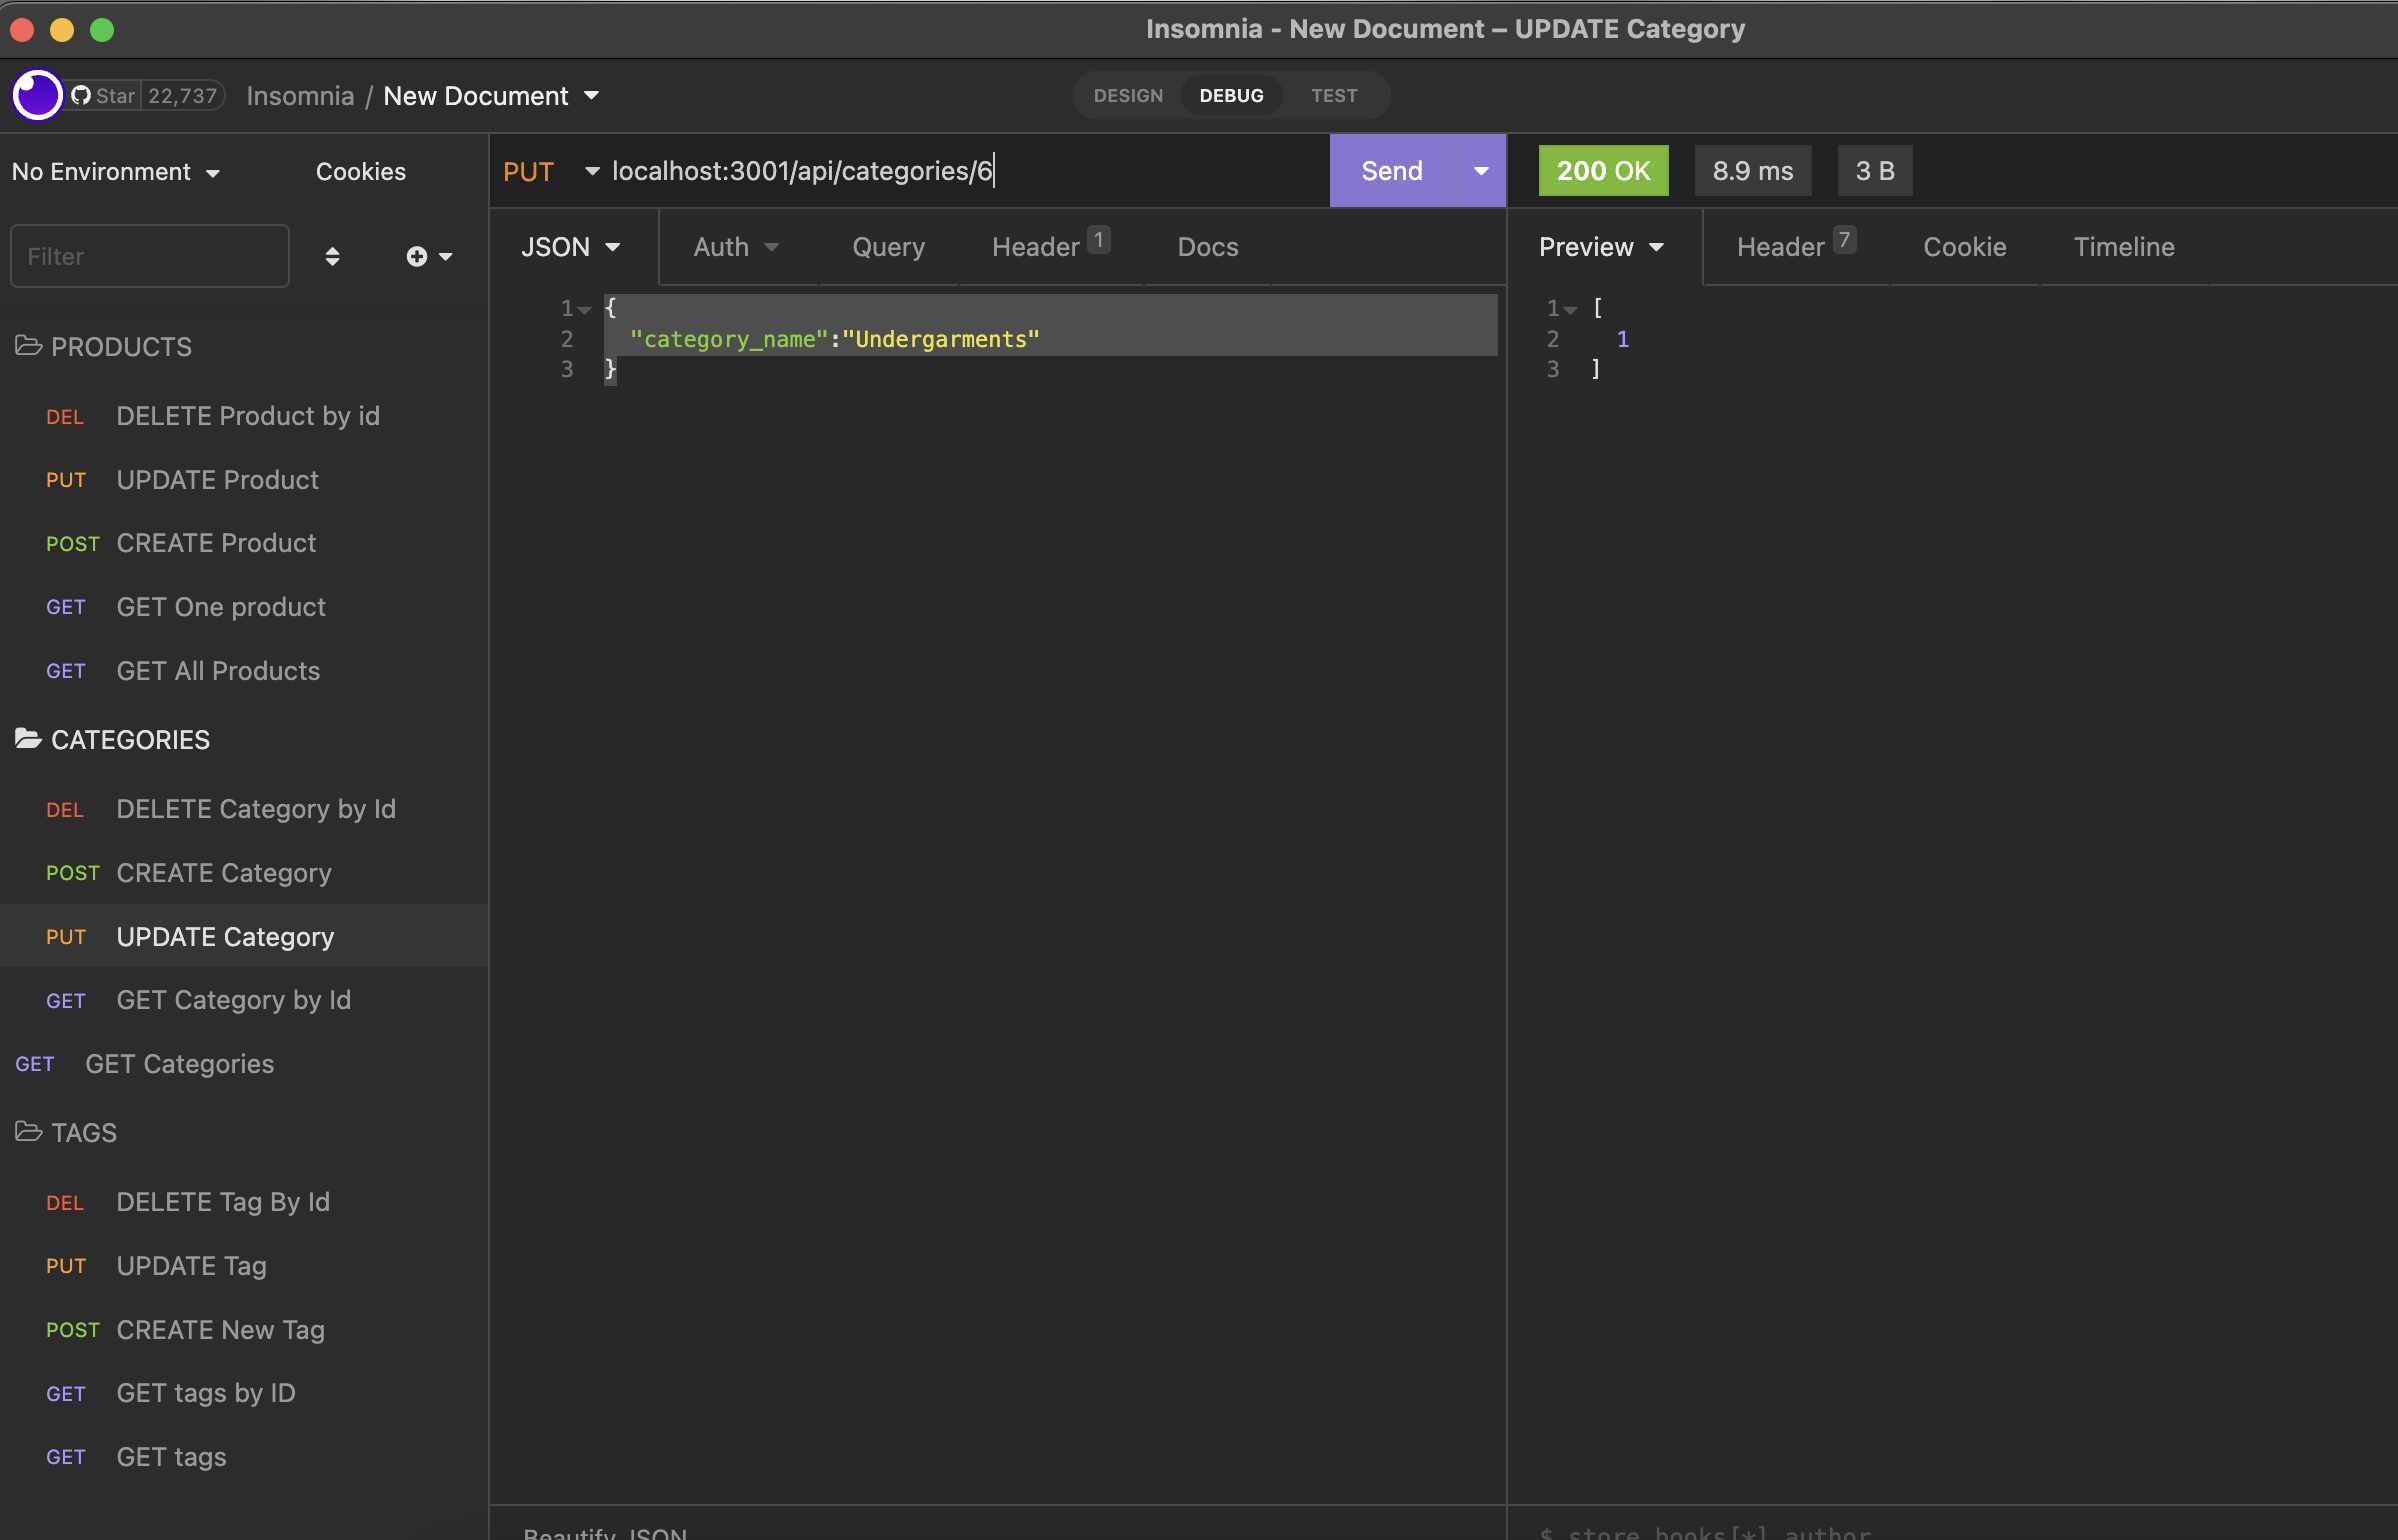 Insomnia - New Document – UPDATE Category
Star 22,737 Insomnia / New Document
DESIGN DEBUG TEST
No Environment Cookies
Filter
PRODUCTS
DEL DELETE Product by id
PUT UPDATE Product
POST CREATE Product
GET GET One product
GET GET All Products
CATEGORIES
DEL DELETE Category by Id
POST CREATE Category
PUT UPDATE Category
GET GET Category by Id
GET GET Categories
TAGS
DEL DELETE Tag By Id
PUT UPDATE Tag
POST CREATE New Tag
GET GET tags by ID
GET GET tags
PUT localhost:3001/api/categories/6 Send
JSON Auth Query Header 1 Docs
1 {
2 "category_name":"Undergarments"
3 }
Beautify JSON
200 OK 8.9 ms 3 B
Preview Header 7 Cookie Timeline
1 [
2 1
3 ]
$ store books[*] author